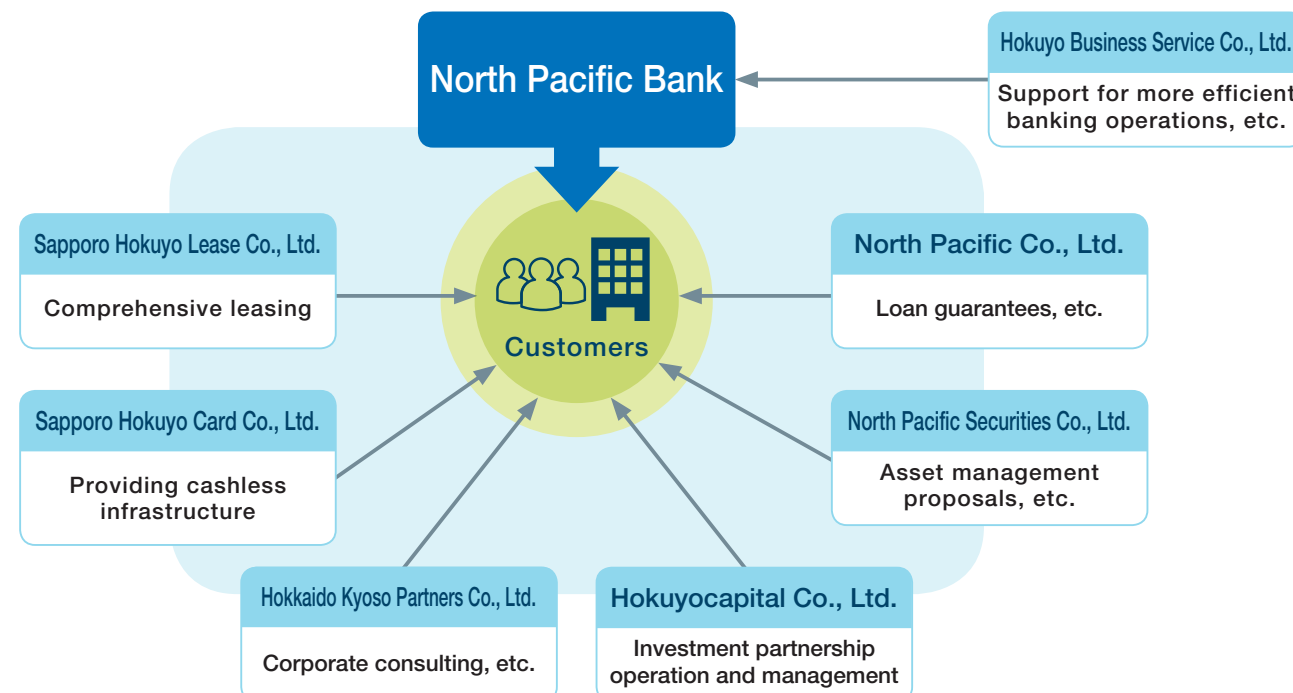 North Pacific Bank
Hokuyo Business Service Co., Ltd.
Support for more efficient
banking operations, etc.
Sapporo Hokuyo Lease Co., Ltd.
Comprehensive leasing
Customers
North Pacific Co., Ltd.
Loan guarantees, etc.
Sapporo Hokuyo Card Co., Ltd.
Providing cashless
infrastructure
North Pacific Securities Co., Ltd.
Asset management
proposals, etc.
Hokkaido Kyoso Partners Co., Ltd.
Corporate consulting, etc.
Hokuyocapital Co., Ltd.
Investment partnership
operation and management